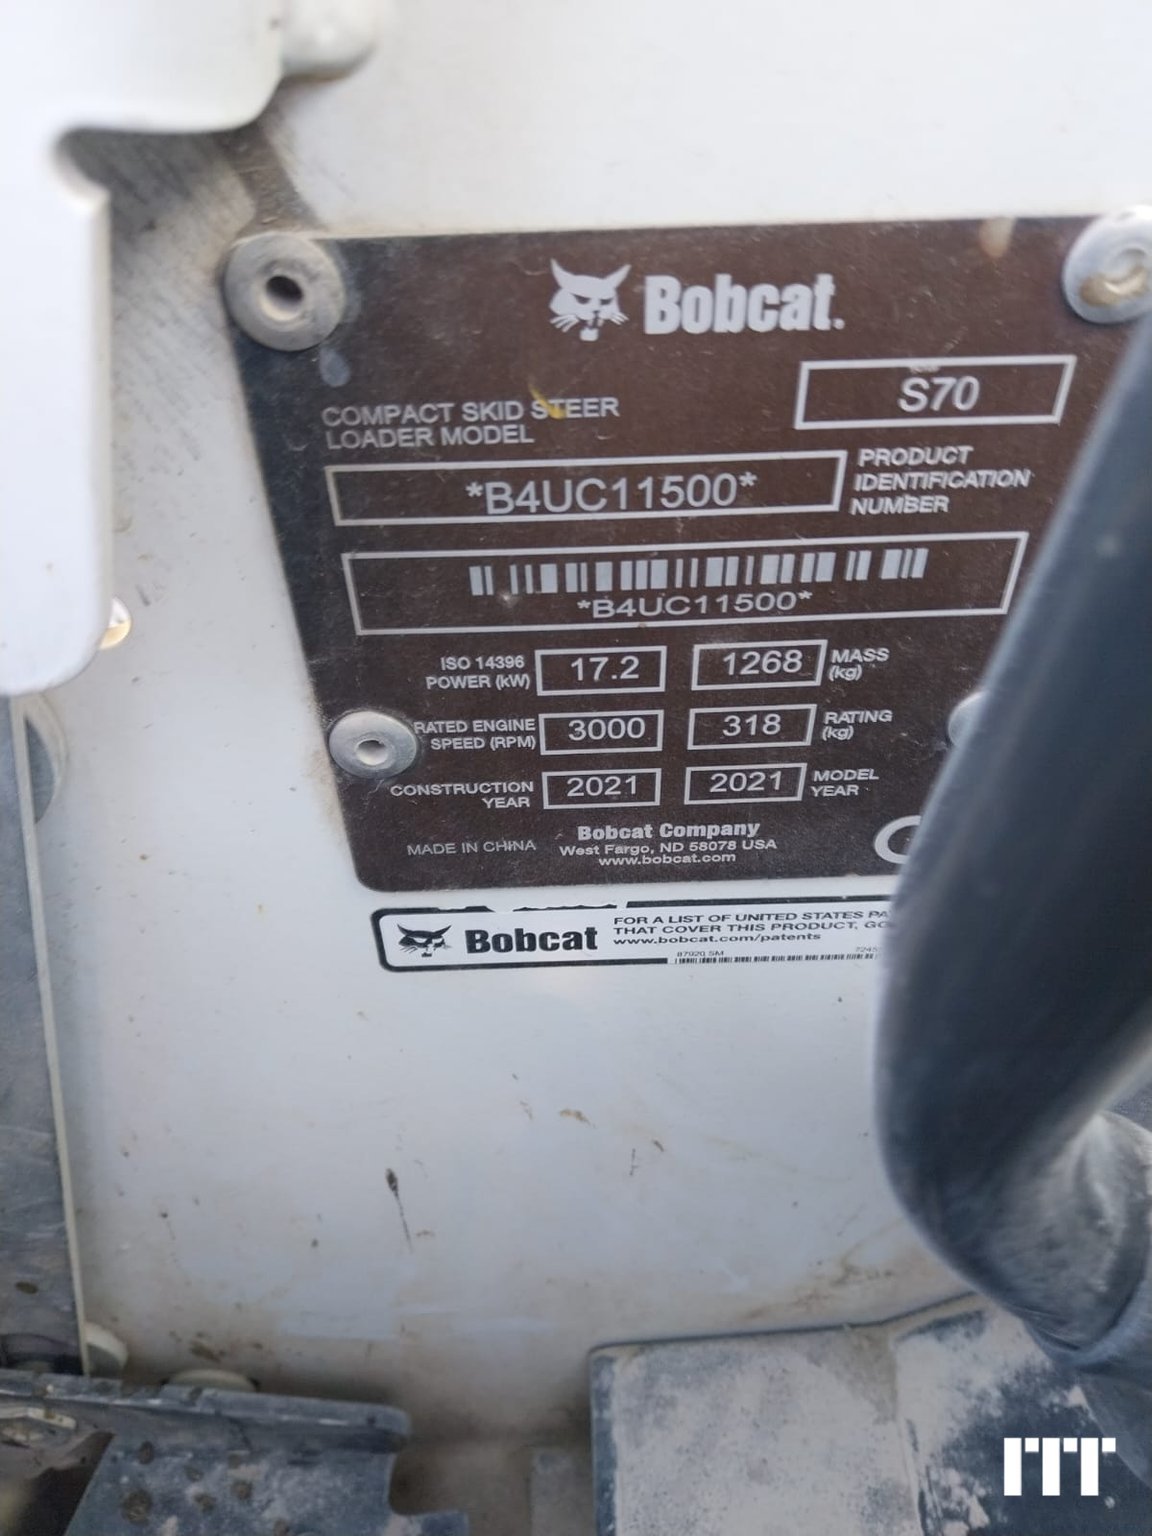 Bobcat.
S70
COMPACT SKID STEER
LOADER MODEL
*B4UC11500*
PRODUCT
IDENTIFICATION
NUMBER
*B4UC11500*
ISO 14396
POWER (kW)
17.2
1268
MASS
(kg)
RATED ENGINE
SPEED (RPM)
3000
318
RATING
(kg)
CONSTRUCTION
YEAR
2021
2021
MODEL
YEAR
MADE IN CHINA
Bobcat Company
West Fargo, ND 58078 USA
www.bobcat.com
Bobcat
FOR A LIST OF UNITED STATES PA
THAT COVER THIS PRODUCT, GO
www.bobcat.com/patents